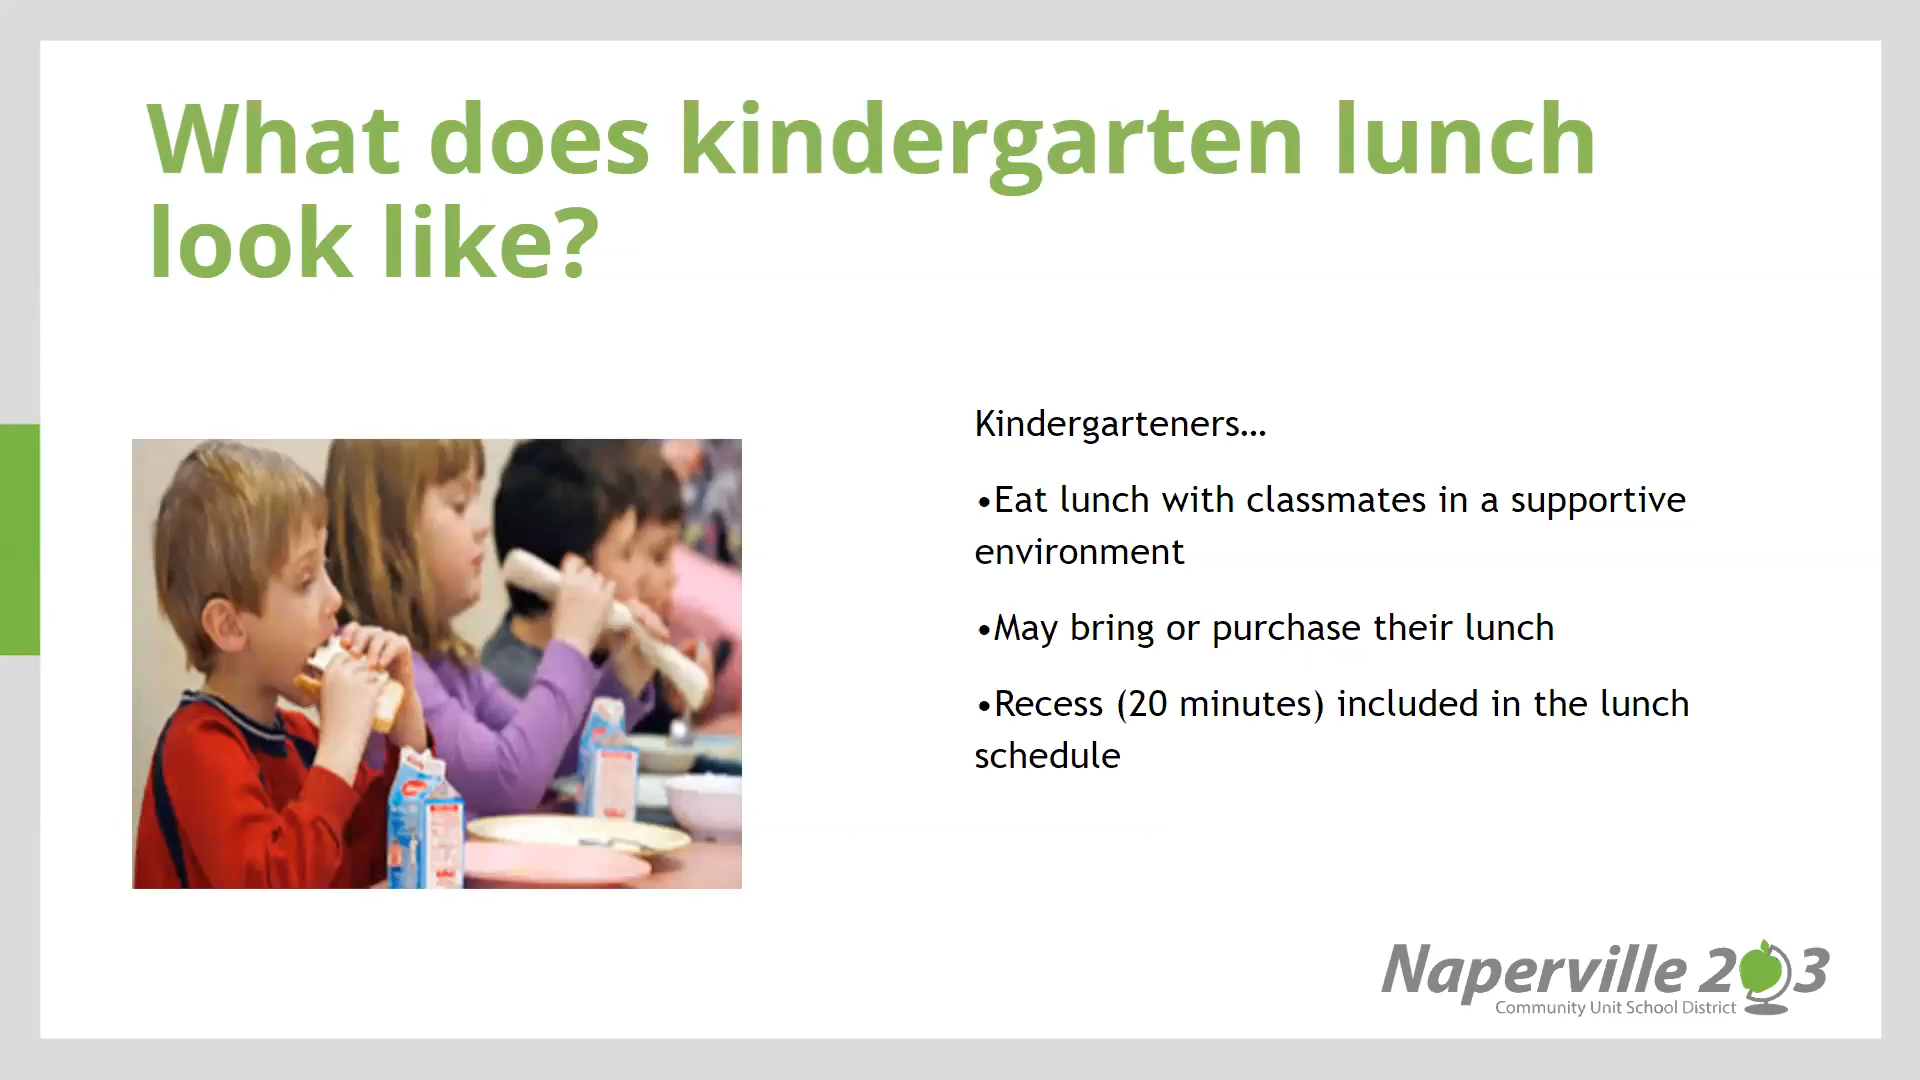 What does kindergarten lunch
look like?
Kindergarteners...
•Eat lunch with classmates in a supportive
environment
•May bring or purchase their lunch
•Recess (20 minutes) included in the lunch
schedule
Naperville 203
Community Unit School District